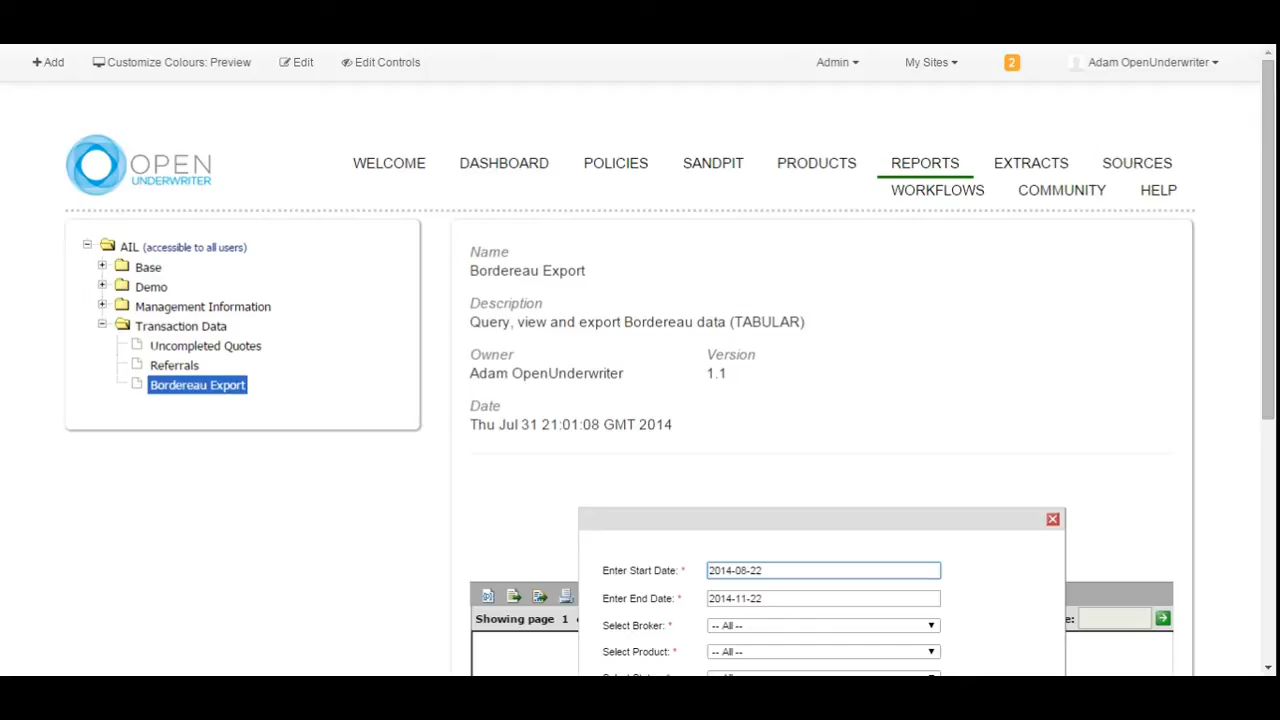 Add Customize Colours: Preview Edit Edit Controls Admin My Sites 2 Adam OpenUnderwriter
OPEN
UNDERWRITER
WELCOME DASHBOARD POLICIES SANDPIT PRODUCTS REPORTS EXTRACTS SOURCES
WORKFLOWS COMMUNITY HELP
AIL (accessible to all users)
Base
Demo
Management Information
Transaction Data
Uncompleted Quotes
Referrals
Bordereau Export
Name
Bordereau Export
Description
Query, view and export Bordereau data (TABULAR)
Owner Version
Adam OpenUnderwriter 1.1
Date
Thu Jul 31 21:01:08 GMT 2014
Enter Start Date: * 2014-08-22
Enter End Date: * 2014-11-22
Select Broker: * -- All --
Select Product: * -- All --
Showing page 1